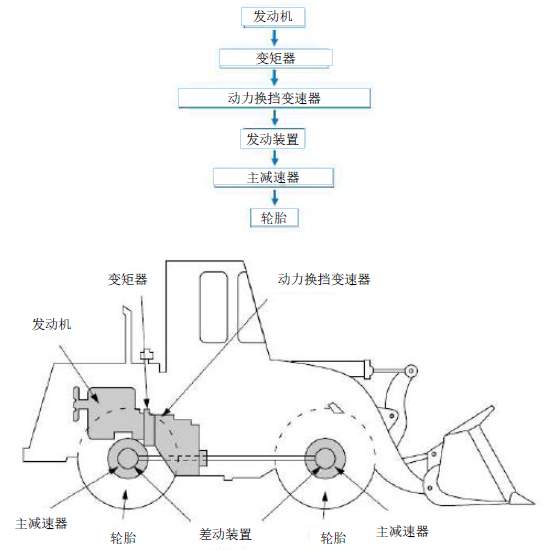 发动机
变矩器
动力换挡变速器
发动装置
主减速器
轮胎
变矩器
动力换挡变速器
发动机
主减速器
轮胎
差动装置
轮胎
主减速器